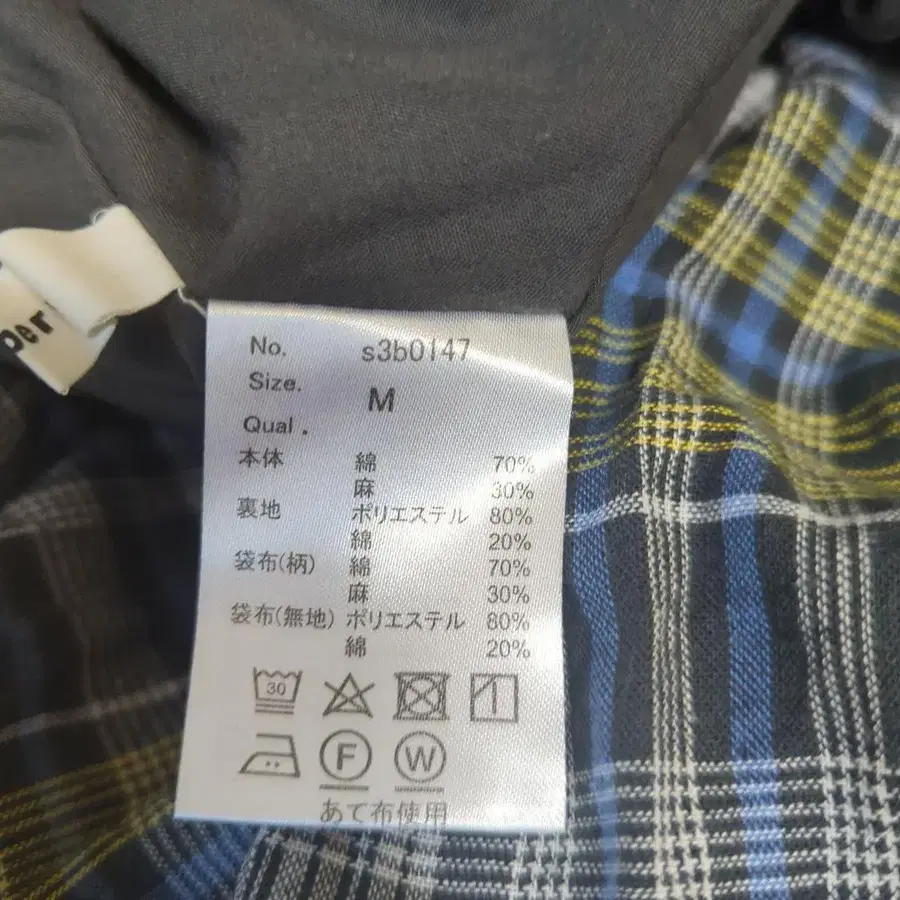 per
No. s3b0147
Size. M
Qual.
本体 綿 70%
麻 30%
裏地 ポリエステル 80%
綿 20%
袋布(柄) 綿 70%
麻 30%
袋布(無地) ポリエステル 80%
綿 20%
30
F W
あて布使用